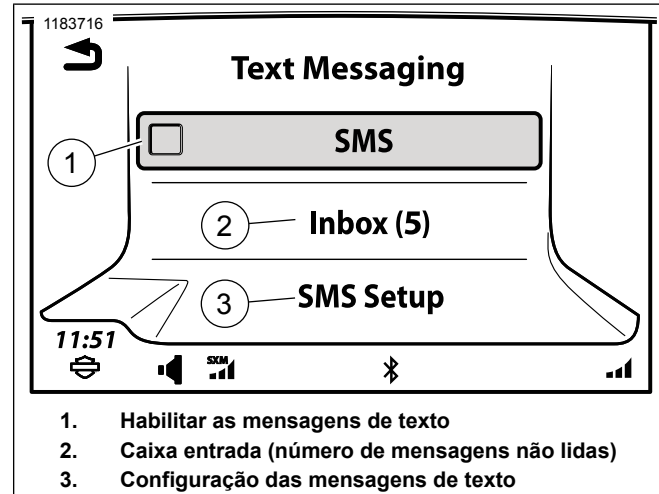 1183716
Text Messaging
1
SMS
2
Inbox (5)
3
SMS Setup
11:51
SXM
1. Habilitar as mensagens de texto
2. Caixa entrada (número de mensagens não lidas)
3. Configuração das mensagens de texto